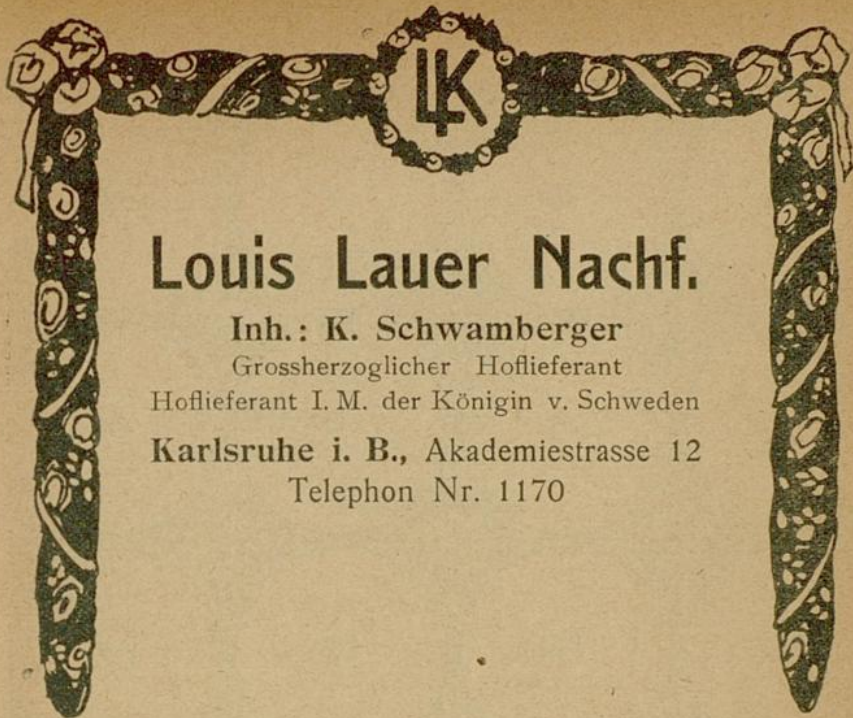 LK
Louis Lauer Nachf.
Inh.: K. Schwamberger
Grossherzoglicher Hoflieferant
Hoflieferant I. M. der Königin v. Schweden
Karlsruhe i. B., Akademiestrasse 12
Telephon Nr. 1170